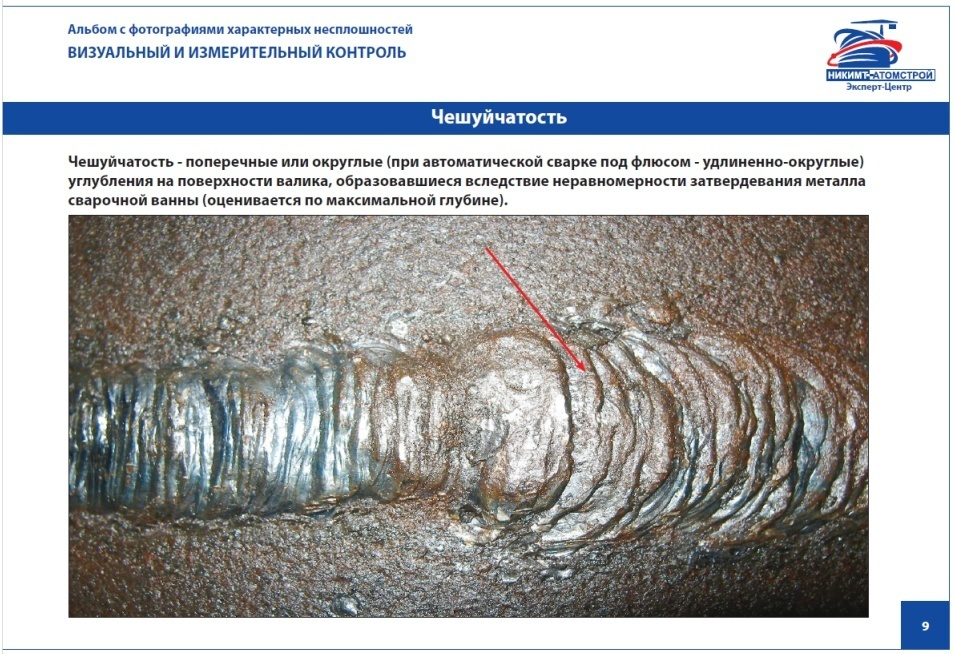 Альбом с фотографиями характерных несплошностей
ВИЗУАЛЬНЫЙ И ИЗМЕРИТЕЛЬНЫЙ КОНТРОЛЬ
НИКИМТ-АТОМСТРОЙ
Эксперт-Центр
Чешуйчатость
Чешуйчатость - поперечные или округлые (при автоматической сварке под флюсом - удлиненно-округлые)
углубления на поверхности валика, образовавшиеся вследствие неравномерности затвердевания металла
сварочной ванны (оценивается по максимальной глубине).
9